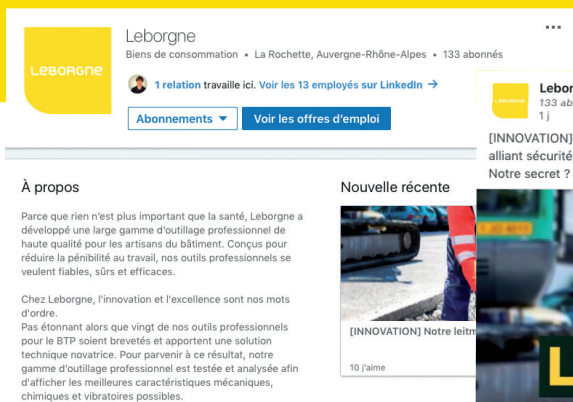 Leborgne
Biens de consommation • La Rochette, Auvergne-Rhône-Alpes • 133 abonnés
LEBORGNE
1 relation travaille ici. Voir les 13 employés sur LinkedIn →
Abonnements
Voir les offres d'emploi
À propos
Parce que rien n'est plus important que la santé, Leborgne a
développé une large gamme d'outillage professionnel de
haute qualité pour les artisans du bâtiment. Conçus pour
réduire la pénibilité au travail, nos outils professionnels se
veulent fiables, sûrs et efficaces.
Chez Leborgne, l'innovation et l'excellence sont nos mots
d'ordre.
Pas étonnant alors que vingt de nos outils professionnels
pour le BTP soient brevetés et apportent une solution
technique novatrice. Pour parvenir à ce résultat, notre
gamme d'outillage professionnel est testée et analysée afin
d'afficher les meilleures caractéristiques mécaniques,
chimiques et vibratoires possibles.
Nouvelle récente
[INNOVATION] Notre leitm
10 j'aime
LEBORGNE
Lebor
133 ab
1 j
[INNOVATION]
alliant sécurité
Notre secret ?
L